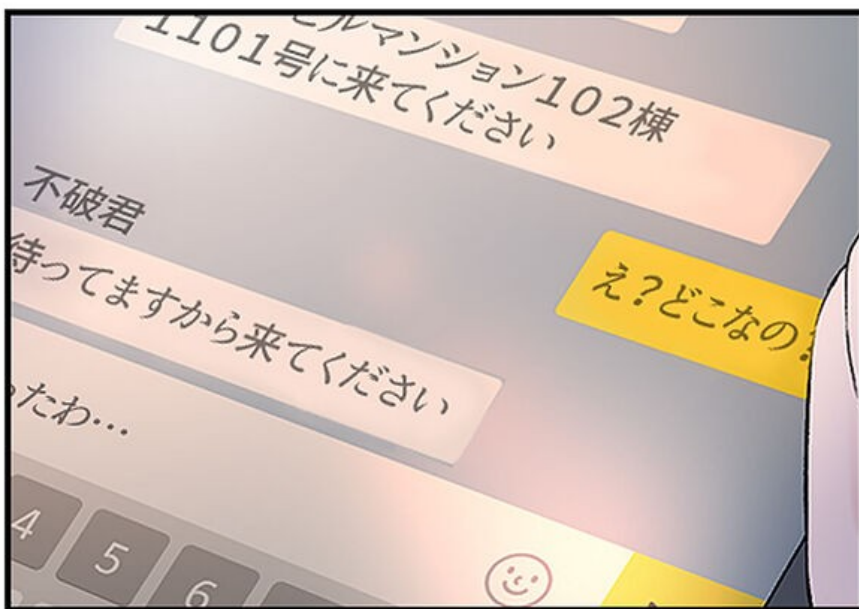 ヒルマンション102棟
1101号に来てください
え?どこなの?
不破君
待ってますから来てください
ったわ…
4
5
6